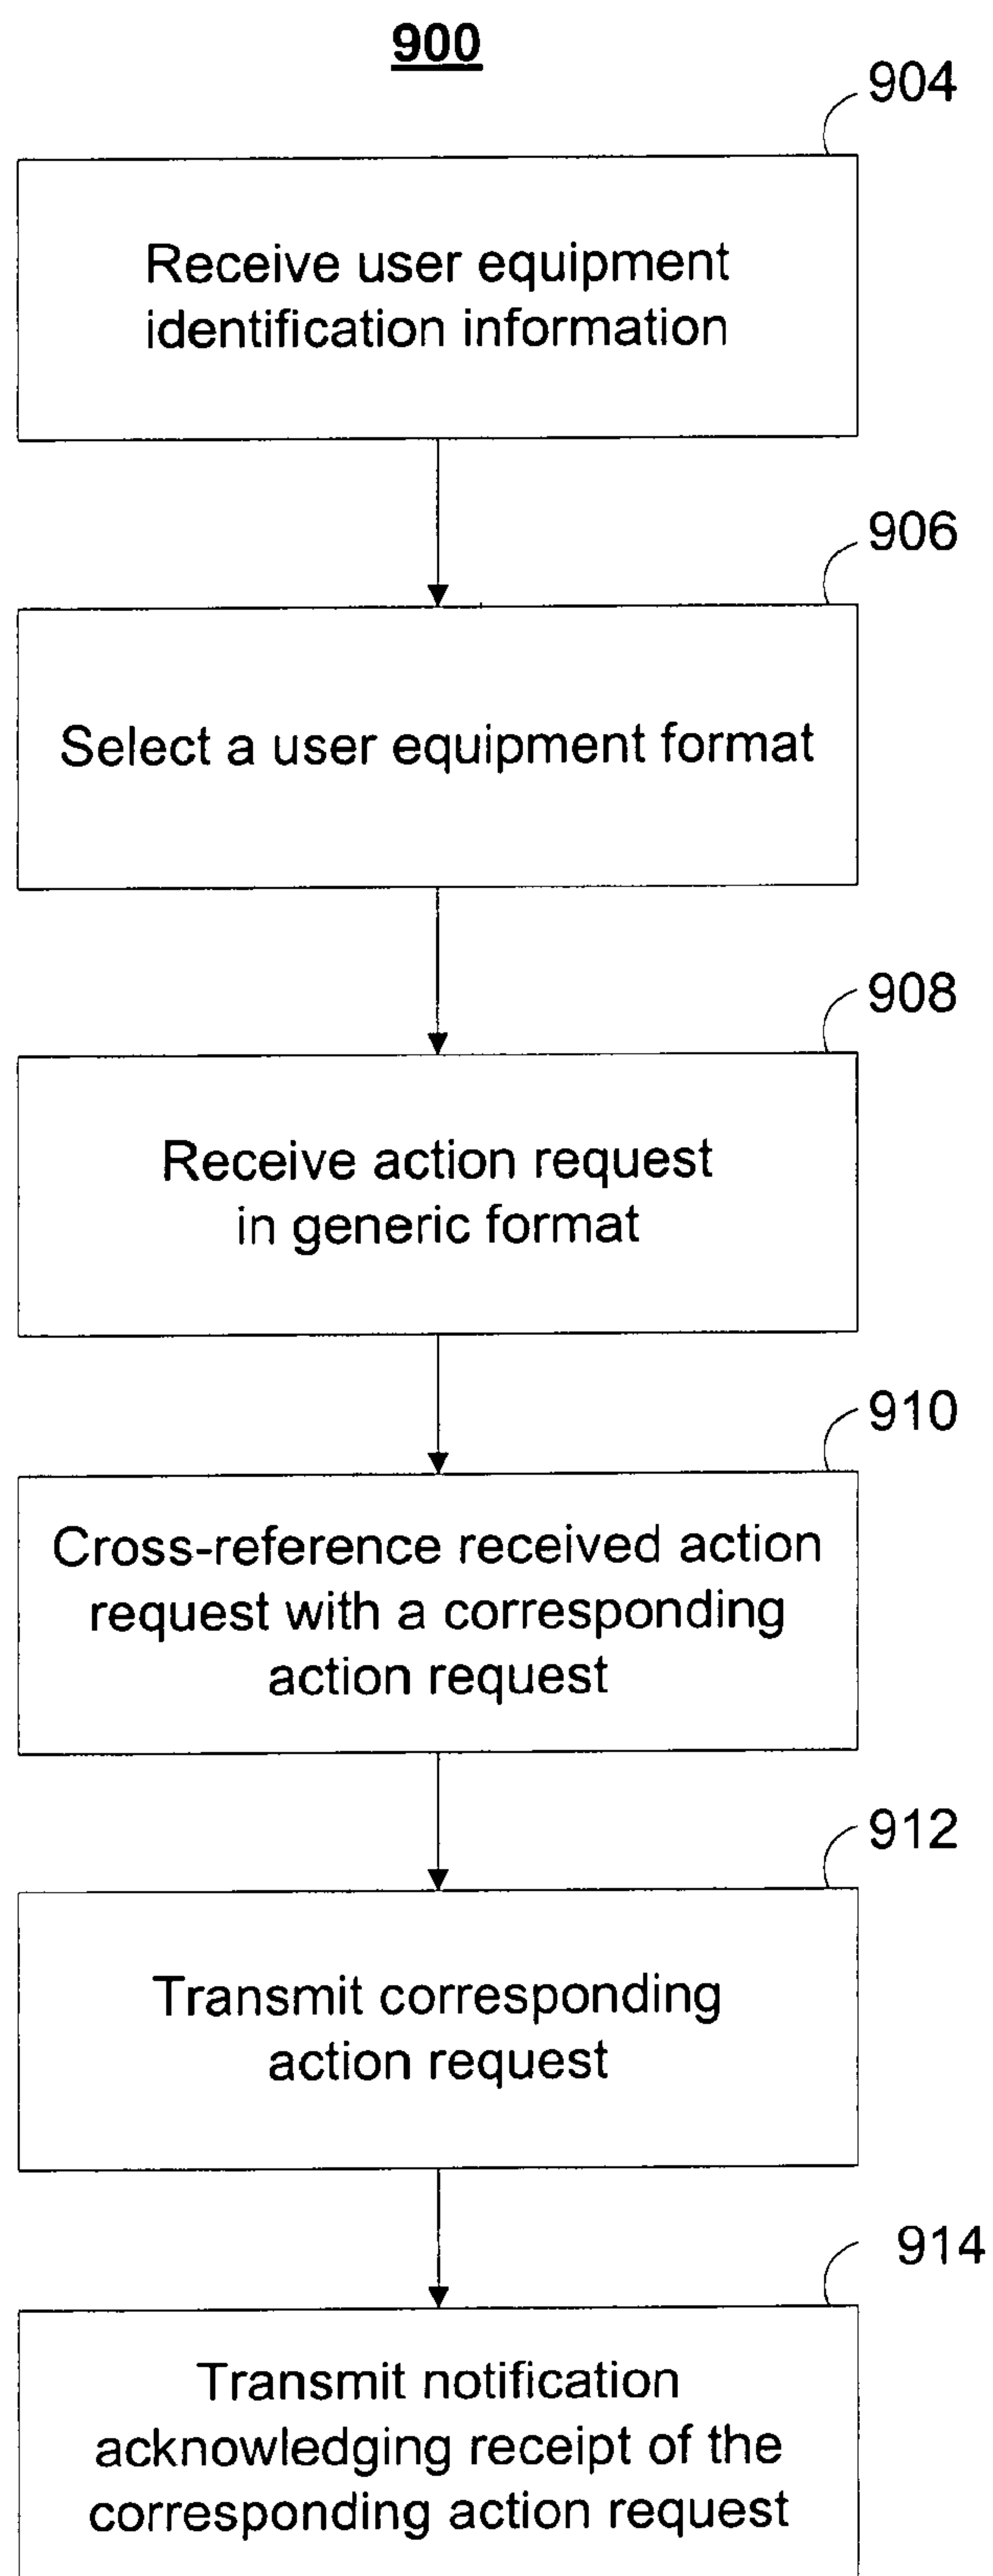 900
904
Receive user equipment
identification information
906
Select a user equipment format
908
Receive action request
in generic format
910
Cross-reference received action
request with a corresponding
action request
912
Transmit corresponding
action request
914
Transmit notification
acknowledging receipt of the
corresponding action request